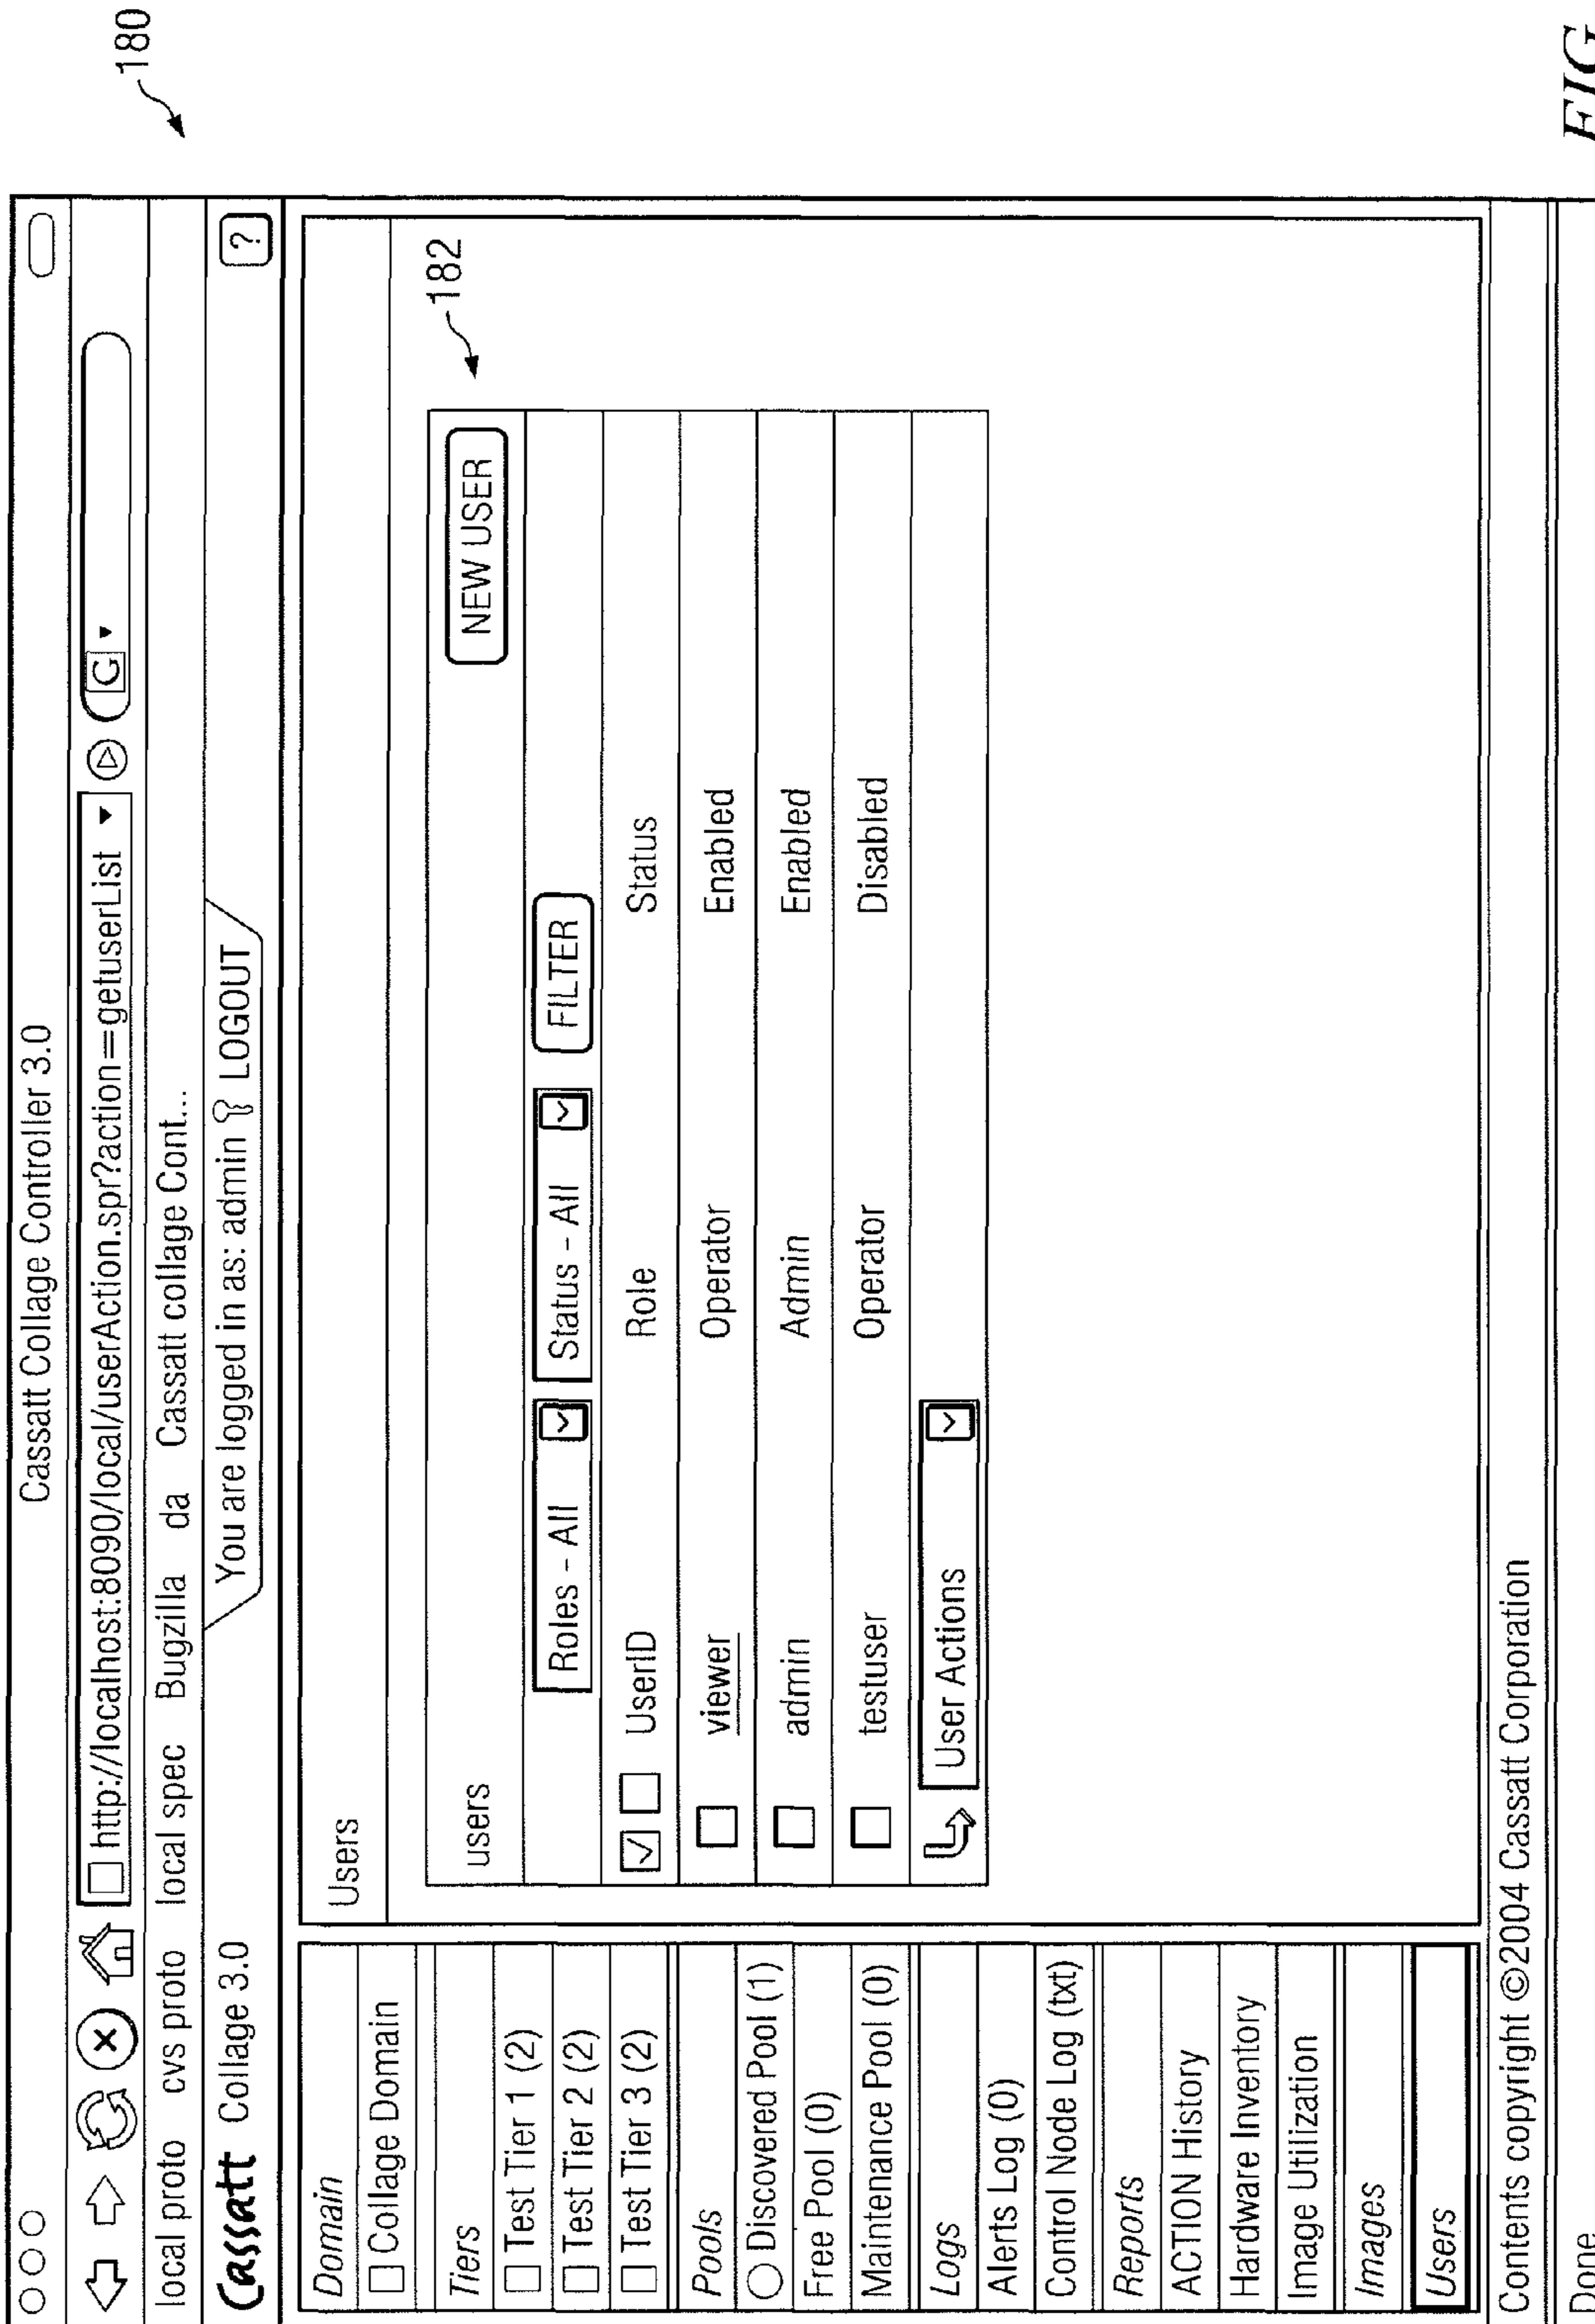 Cassatt Collage Controller 3.0
http://localhost:8090/local/userAction.spr?action=getuserList G
local proto cvs proto local spec Bugzilla da Cassatt collage Cont...
Cassatt Collage 3.0 You are logged in as: admin LOGOUT ?
180
Domain
Collage Domain
Tiers
Test Tier 1 (2)
Test Tier 2 (2)
Test Tier 3 (2)
Pools
Discovered Pool (1)
Free Pool (0)
Maintenance Pool (0)
Logs
Alerts Log (0)
Control Node Log (txt)
Reports
ACTION History
Hardware Inventory
Image Utilization
Images
Users
Users
users NEW USER
182
Roles - All Status - All FILTER
UserID Role Status
viewer Operator Enabled
admin Admin Enabled
testuser Operator Disabled
User Actions
Contents copyright ©2004 Cassatt Corporation
Done
FIG